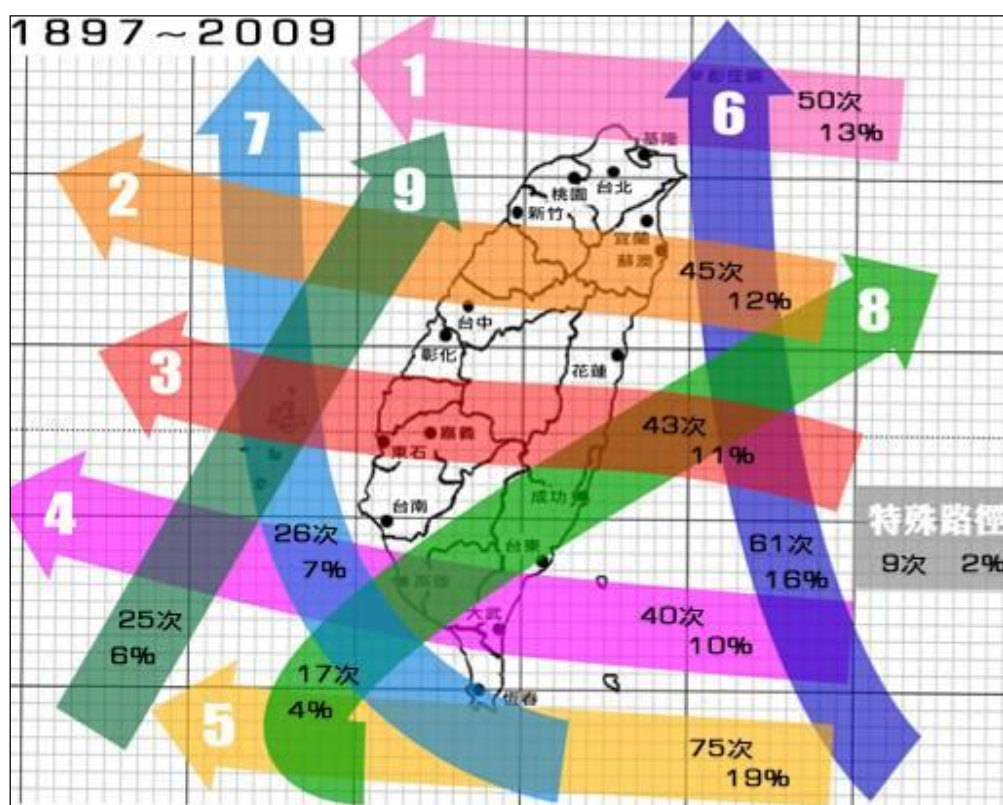 1897～2009
1
6
7
彭佳嶼
50次
13%
基隆
9
2
桃園
台北
新竹
宜蘭
蘇澳
45次
12%
8
台中
3
彰化
花蓮
43次
嘉義
11%
東石
成功
特殊路徑
4
台南
26次
7%
台東
61次
16%
9次 2%
高雄
大武
40次
10%
25次
6%
17次
4%
恆春
5
75次
19%